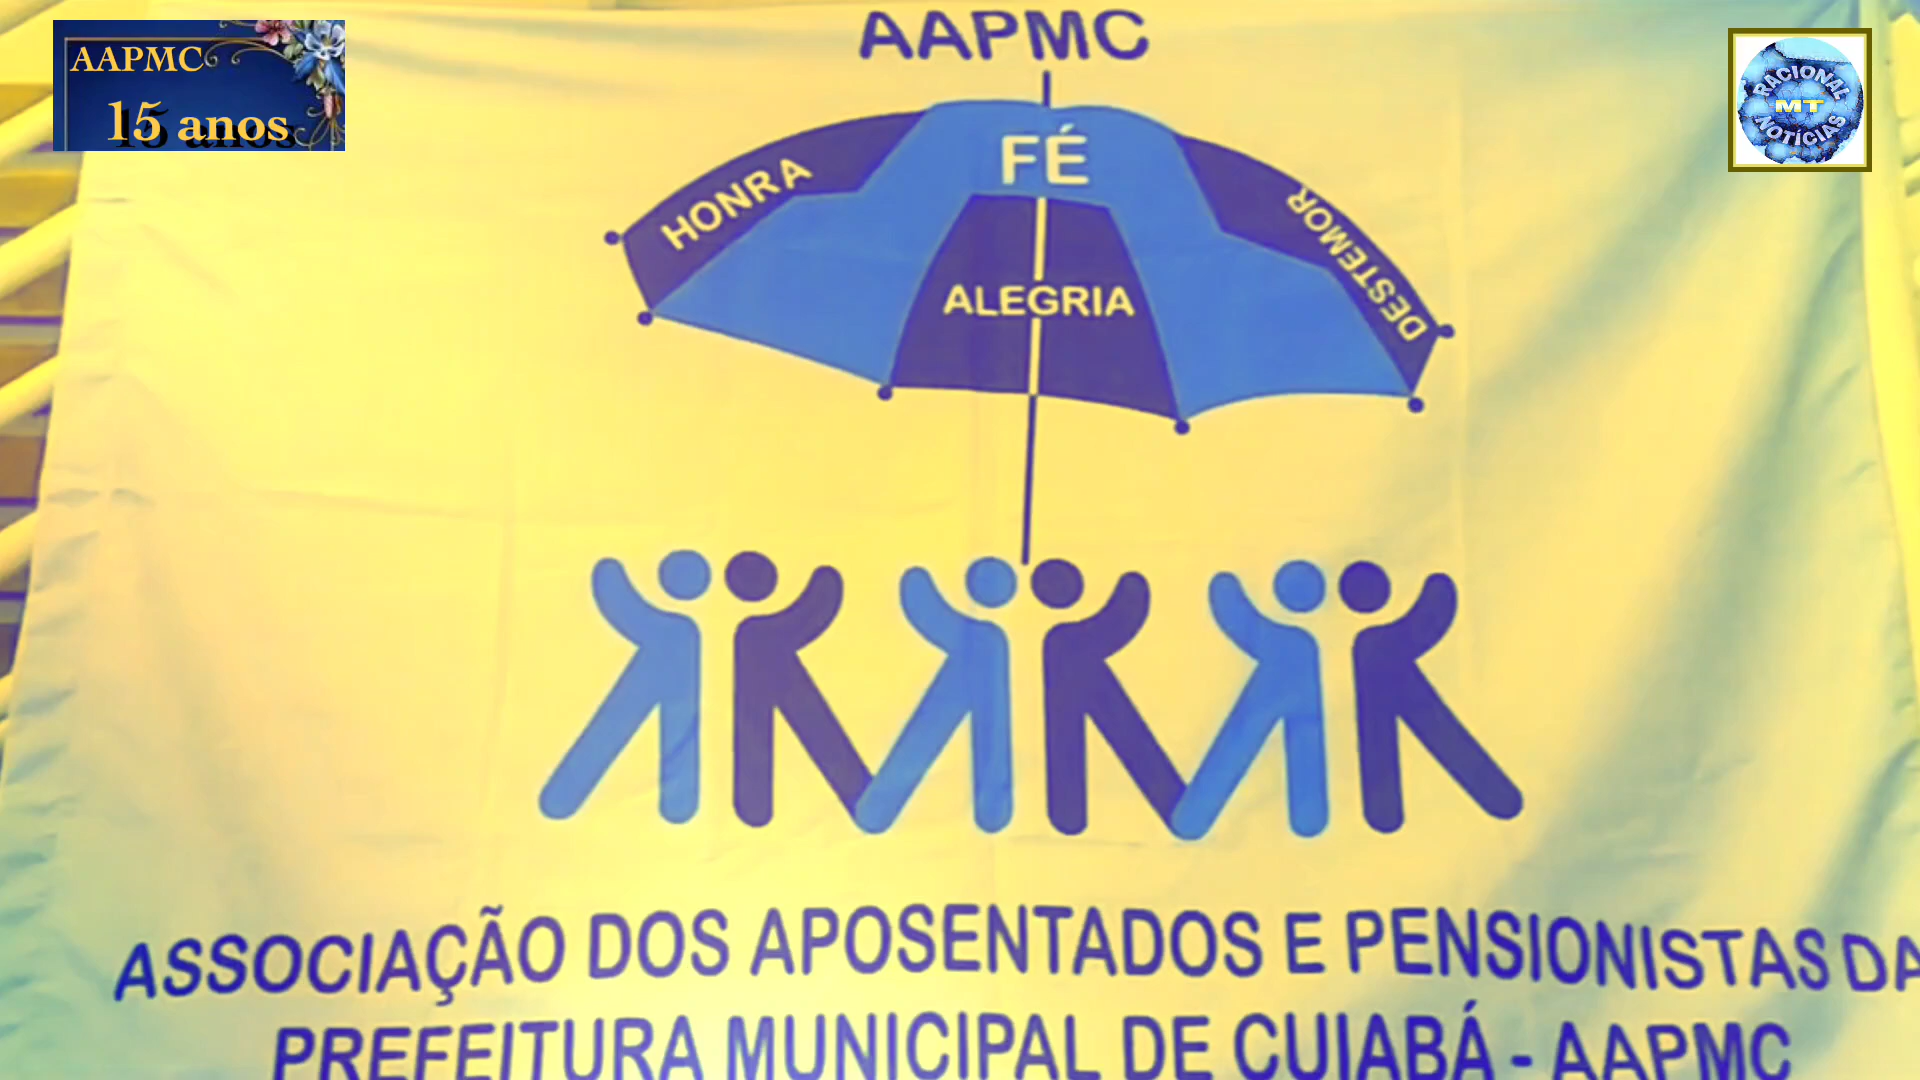 AAPMC
15 anos
RACIONAL
MT
NOTÍCIAS
AAPMC
FÉ
HONRA
DESTEMOR
ALEGRIA
ASSOCIAÇÃO DOS APOSENTADOS E PENSIONISTAS DA
PREFEITURA MUNICIPAL DE CUIABÁ - AAPMC